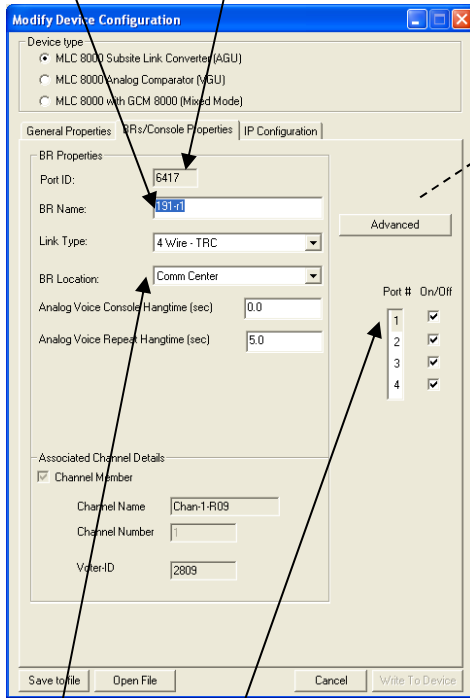 Modify Device Configuration
Device type
MLC 8000 Subsite Link Converter (AGU)
MLC 8000 Analog Comparator (VGU)
MLC 8000 with GCM 8000 (Mixed Mode)
General Properties BRs/Console Properties IP Configuration
BR Properties
Port ID: 6417
BR Name: 191-r1
Advanced
Link Type: 4 Wire - TRC
BR Location: Comm Center
Port # On/Off
Analog Voice Console Hangtime (sec) 0.0
1
Analog Voice Repeat Hangtime (sec) 5.0
2
3
4
Associated Channel Details
Channel Member
Channel Name Chan-1-R09
Channel Number 1
Voter-ID 2809
Save to file Open File Cancel Write To Device